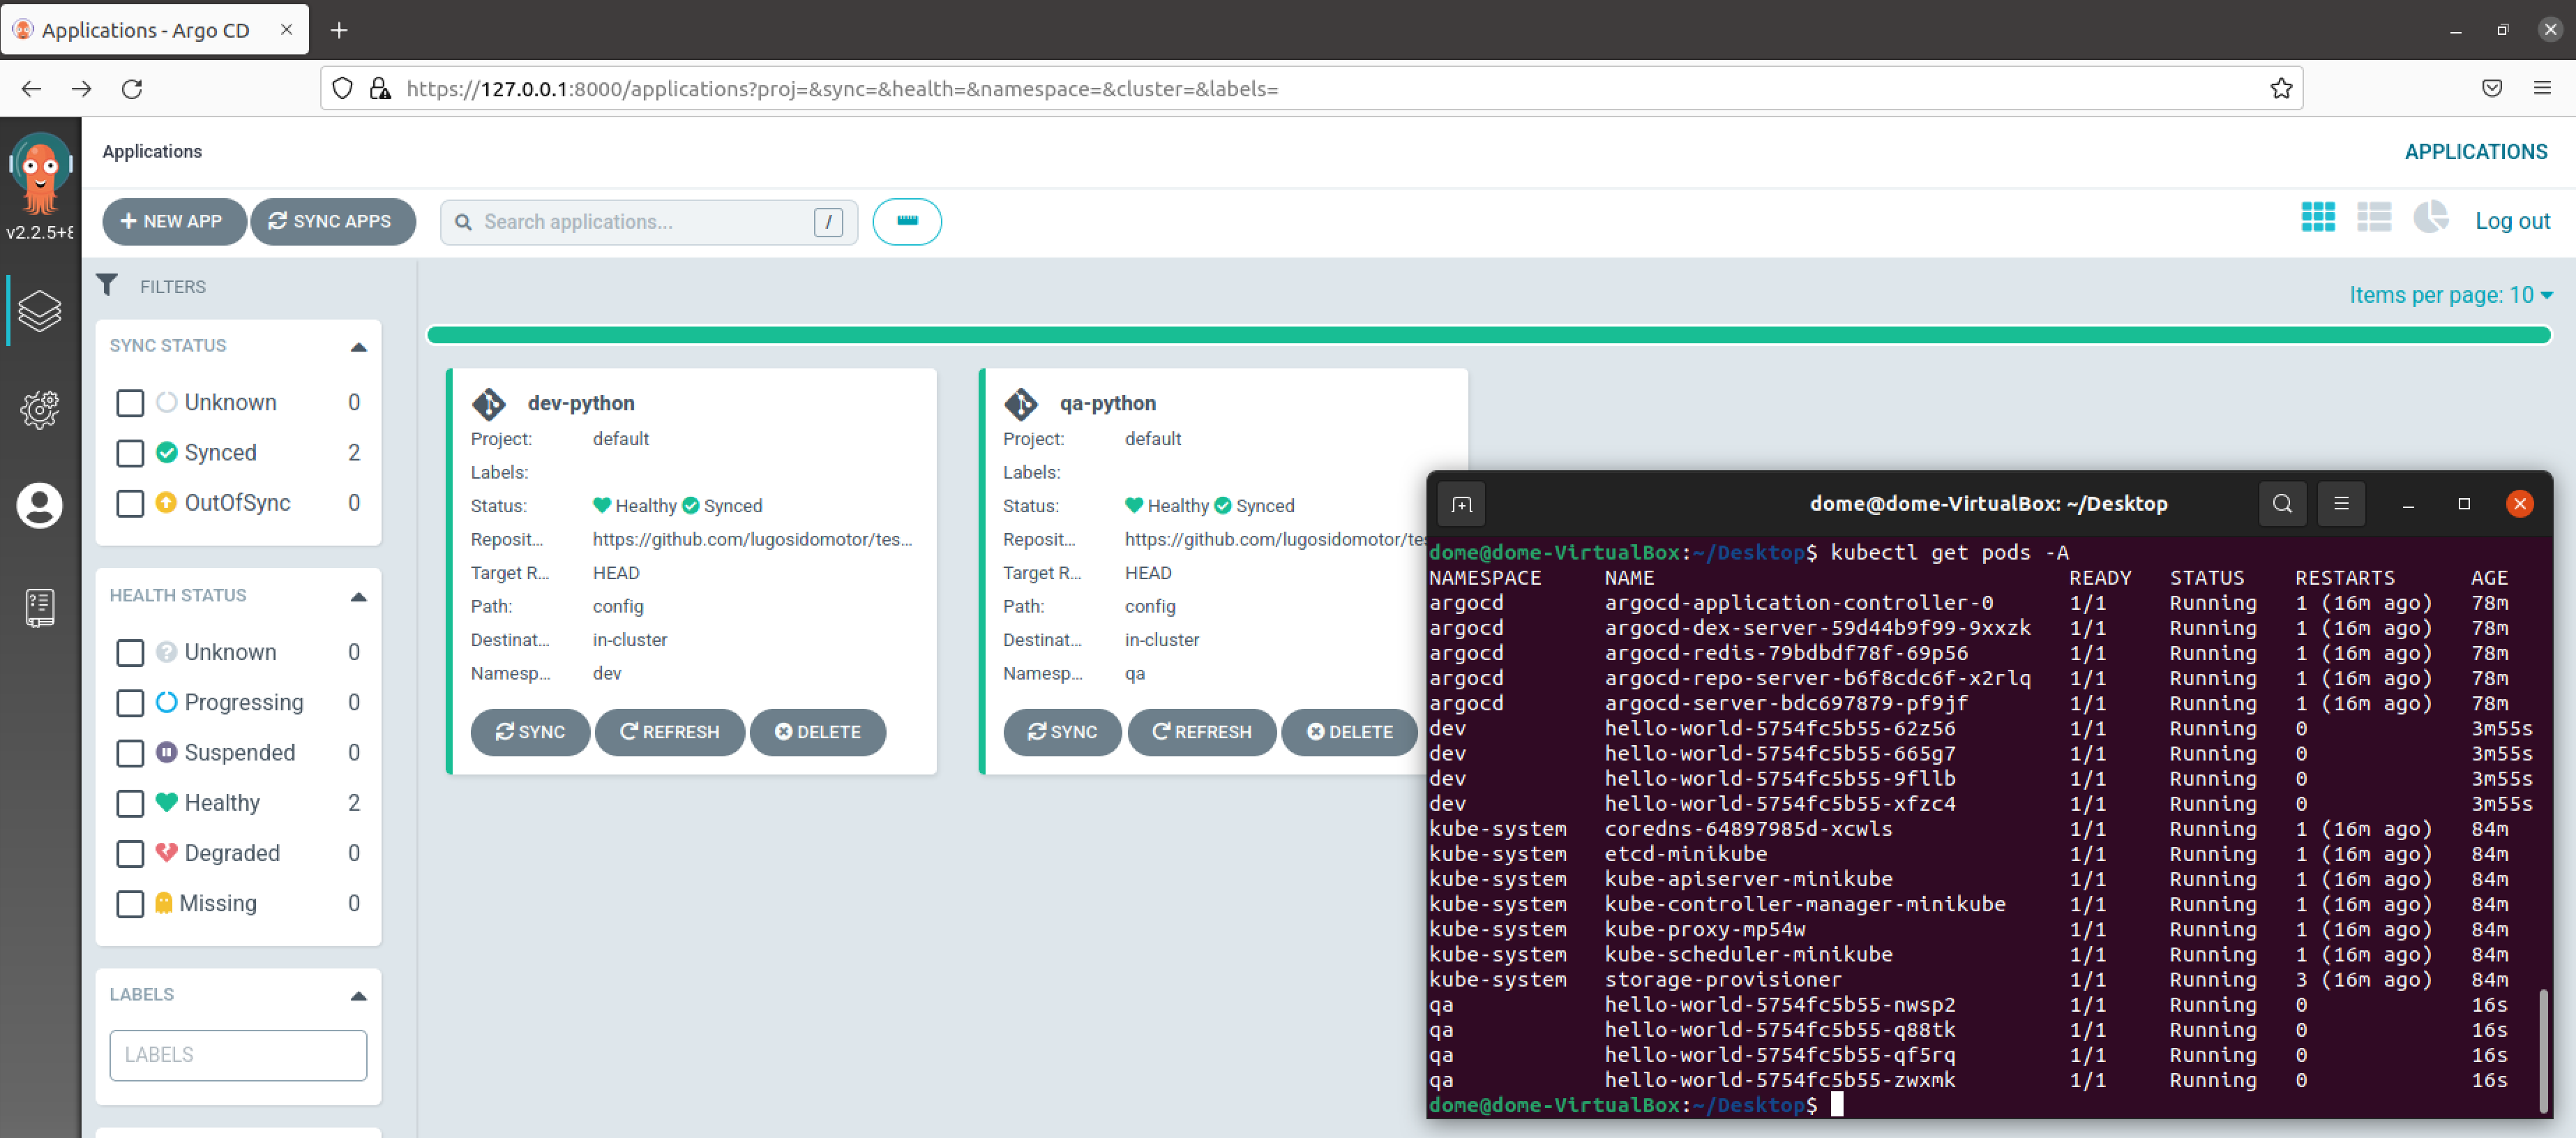 Applications - Argo CD
https://127.0.0.1:8000/applications?proj=&sync=&health=&namespace=&cluster=&labels=
v2.2.5+8
Applications
APPLICATIONS
NEW APP
SYNC APPS
Search applications...
/
Log out
FILTERS
Items per page: 10
SYNC STATUS
Unknown 0
Synced 2
OutOfSync 0
HEALTH STATUS
Unknown 0
Progressing 0
Suspended 0
Healthy 2
Degraded 0
Missing 0
LABELS
LABELS
dev-python
Project: default
Labels:
Status: Healthy Synced
Reposit... https://github.com/lugosidomotor/tes...
Target R... HEAD
Path: config
Destinat... in-cluster
Namesp... dev
SYNC REFRESH DELETE
qa-python
Project: default
Labels:
Status: Healthy Synced
Reposit... https://github.com/lugosidomotor/tes
Target R... HEAD
Path: config
Destinat... in-cluster
Namesp... qa
SYNC REFRESH DELETE
dome@dome-VirtualBox: ~/Desktop
dome@dome-VirtualBox:~/Desktop$ kubectl get pods -A
NAMESPACE NAME READY STATUS RESTARTS AGE
argocd argocd-application-controller-0 1/1 Running 1 (16m ago) 78m
argocd argocd-dex-server-59d44b9f99-9xxzk 1/1 Running 1 (16m ago) 78m
argocd argocd-redis-79bdbdf78f-69p56 1/1 Running 1 (16m ago) 78m
argocd argocd-repo-server-b6f8cdc6f-x2rlq 1/1 Running 1 (16m ago) 78m
argocd argocd-server-bdc697879-pf9jf 1/1 Running 1 (16m ago) 78m
dev hello-world-5754fc5b55-62z56 1/1 Running 0 3m55s
dev hello-world-5754fc5b55-665g7 1/1 Running 0 3m55s
dev hello-world-5754fc5b55-9fllb 1/1 Running 0 3m55s
dev hello-world-5754fc5b55-xfzc4 1/1 Running 0 3m55s
kube-system coredns-64897985d-xcwls 1/1 Running 1 (16m ago) 84m
kube-system etcd-minikube 1/1 Running 1 (16m ago) 84m
kube-system kube-apiserver-minikube 1/1 Running 1 (16m ago) 84m
kube-system kube-controller-manager-minikube 1/1 Running 1 (16m ago) 84m
kube-system kube-proxy-mp54w 1/1 Running 1 (16m ago) 84m
kube-system kube-scheduler-minikube 1/1 Running 1 (16m ago) 84m
kube-system storage-provisioner 1/1 Running 3 (16m ago) 84m
qa hello-world-5754fc5b55-nwsp2 1/1 Running 0 16s
qa hello-world-5754fc5b55-q88tk 1/1 Running 0 16s
qa hello-world-5754fc5b55-qf5rq 1/1 Running 0 16s
qa hello-world-5754fc5b55-zwxmk 1/1 Running 0 16s
dome@dome-VirtualBox:~/Desktop$